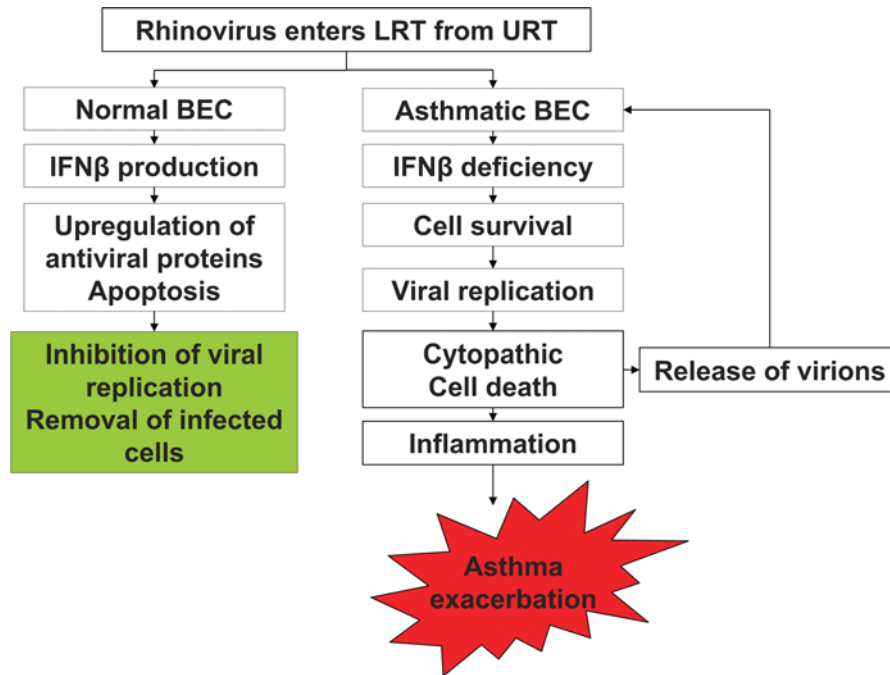 Rhinovirus enters LRT from URT
Normal BEC
IFNβ production
Upregulation of
antiviral proteins
Apoptosis
Inhibition of viral
replication
Removal of infected
cells
Asthmatic BEC
IFNβ deficiency
Cell survival
Viral replication
Cytopathic
Cell death
Release of virions
Inflammation
Asthma
exacerbation